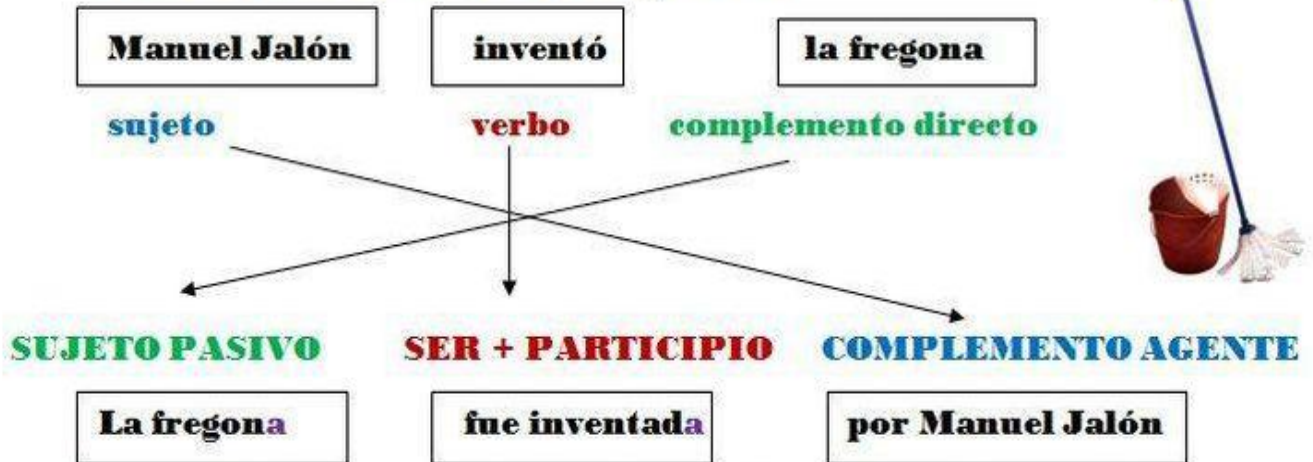 Manuel Jalón inventó la fregona
sujeto verbo complemento directo
SUJETO PASIVO SER + PARTICIPIO COMPLEMENTO AGENTE
La fregona fue inventada por Manuel Jalón